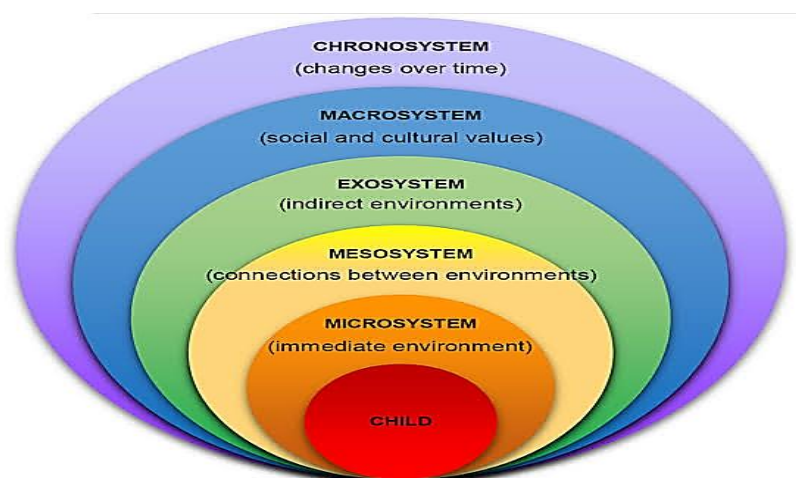 CHRONOSYSTEM
(changes over time)
MACROSYSTEM
(social and cultural values)
EXOSYSTEM
(indirect environments)
MESOSYSTEM
(connections between environments)
MICROSYSTEM
(immediate environment)
CHILD